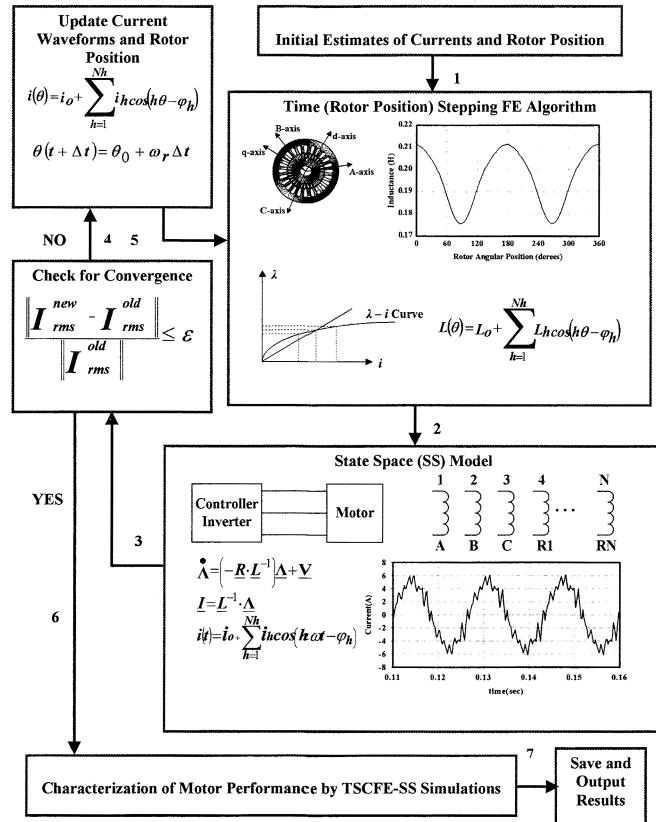 Update Current
Waveforms and Rotor
Position
i(θ)=i₀+∑ iₕcos(hθ−φₕ)
Nh
h=1
θ(t+Δt)=θ₀+ωᵣΔt
Initial Estimates of Currents and Rotor Position
1
Time (Rotor Position) Stepping FE Algorithm
B-axis
d-axis
q-axis
A-axis
C-axis
Inductance (H)
0.21
0.20
0.19
0.18
0.17
0 60 120 180 240 300 360
Rotor Angular Position (derees)
λ
λ – i Curve
i
L(θ)=L₀+∑ Lₕcos(hθ−φₕ)
Nh
h=1
NO 4 5
Check for Convergence
‖I new rms - I old rms‖
‖I old rms‖
≤ ε
2
State Space (SS) Model
Controller
Inverter
Motor
1 2 3 4 N
...
A B C R1 RN
Λ̇=(−R·L⁻¹)Λ+V
I=L⁻¹·Λ
i(t)=i₀+∑ iₕcos(hωt−φₕ)
Nh
h=1
Current(A)
8
6
4
2
0
-2
-4
-6
-8
0.11 0.12 0.13 0.14 0.15 0.16
time(sec)
YES
3
6
Characterization of Motor Performance by TSCFE-SS Simulations
7
Save and
Output
Results